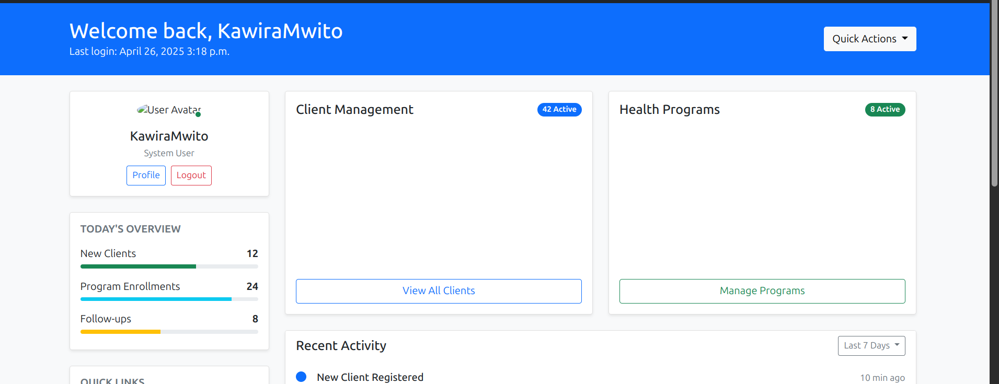 Welcome back, KawiraMwito
Last login: April 26, 2025 3:18 p.m.
Quick Actions
User Avatar
KawiraMwito
System User
Profile
Logout
TODAY'S OVERVIEW
New Clients
12
Program Enrollments
24
Follow-ups
8
QUICK LINKS
Client Management
42 Active
View All Clients
Health Programs
8 Active
Manage Programs
Recent Activity
Last 7 Days
New Client Registered
10 min ago